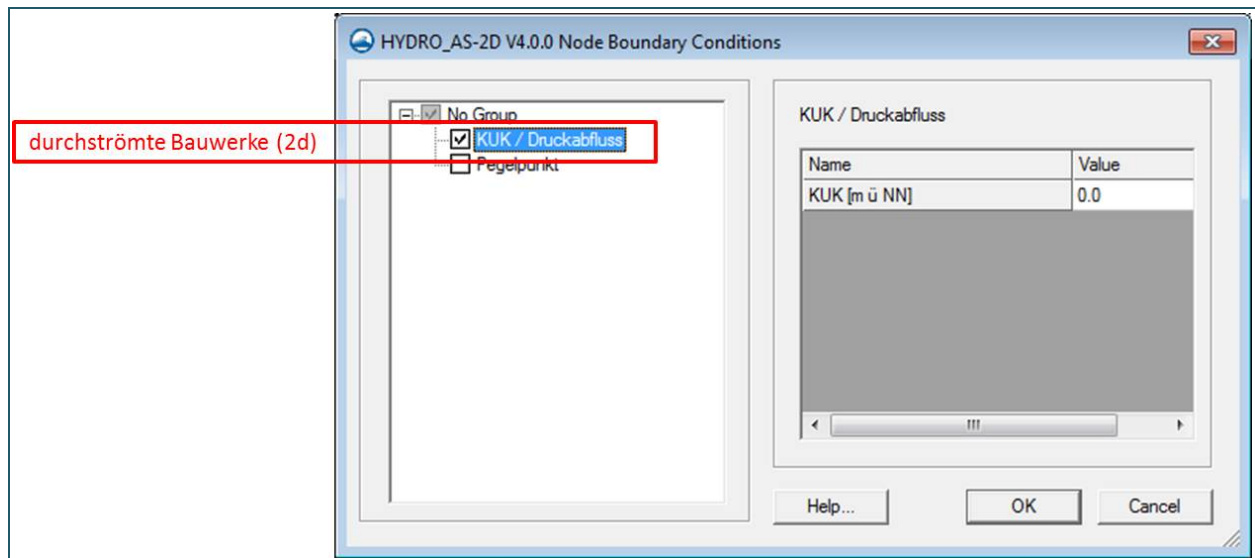 HYDRO_AS-2D V4.0.0 Node Boundary Conditions
No Group
durchströmte Bauwerke (2d)
KUK / Druckabfluss
Pegelpunkt
KUK / Druckabfluss
Name Value
KUK [m ü NN] 0.0
Help... OK Cancel